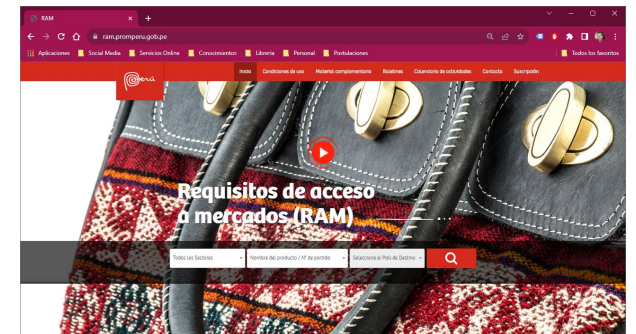 RAM
ram.promperu.gob.pe
Aplicaciones Social Media Servicios Online Conocimientos Libreria Personal Postulaciones Todos los favoritos
Perú Inicio Condiciones de uso Material complementario Boletines Calendario de actividades Contacto Suscripción
Requisitos de acceso
a mercados (RAM)
Todos los Sectores Nombre del producto / N° de partida Seleccione el País de Destino